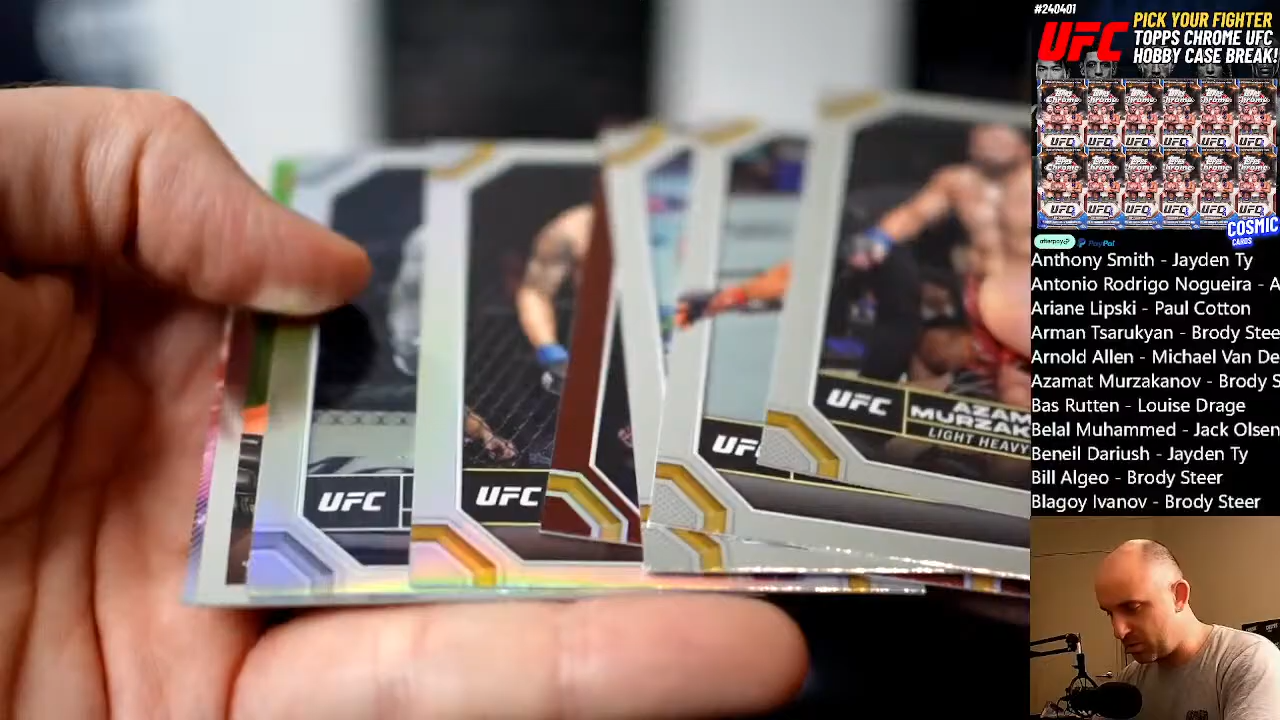 #240401
UFC
PICK YOUR FIGHTER
TOPPS CHROME UFC
HOBBY CASE BREAK!
COSMIC
CARDS
afterpay
PayPal
Anthony Smith - Jayden Ty
Antonio Rodrigo Nogueira - A
Ariane Lipski - Paul Cotton
Arman Tsarukyan - Brody Stee
Arnold Allen - Michael Van De
Azamat Murzakanov - Brody S
Bas Rutten - Louise Drage
Belal Muhammed - Jack Olsen
Beneil Dariush - Jayden Ty
Bill Algeo - Brody Steer
Blagoy Ivanov - Brody Steer
UFC
UFC
UF
UFC
AZAM
MURZAK
LIGHT HEAVY